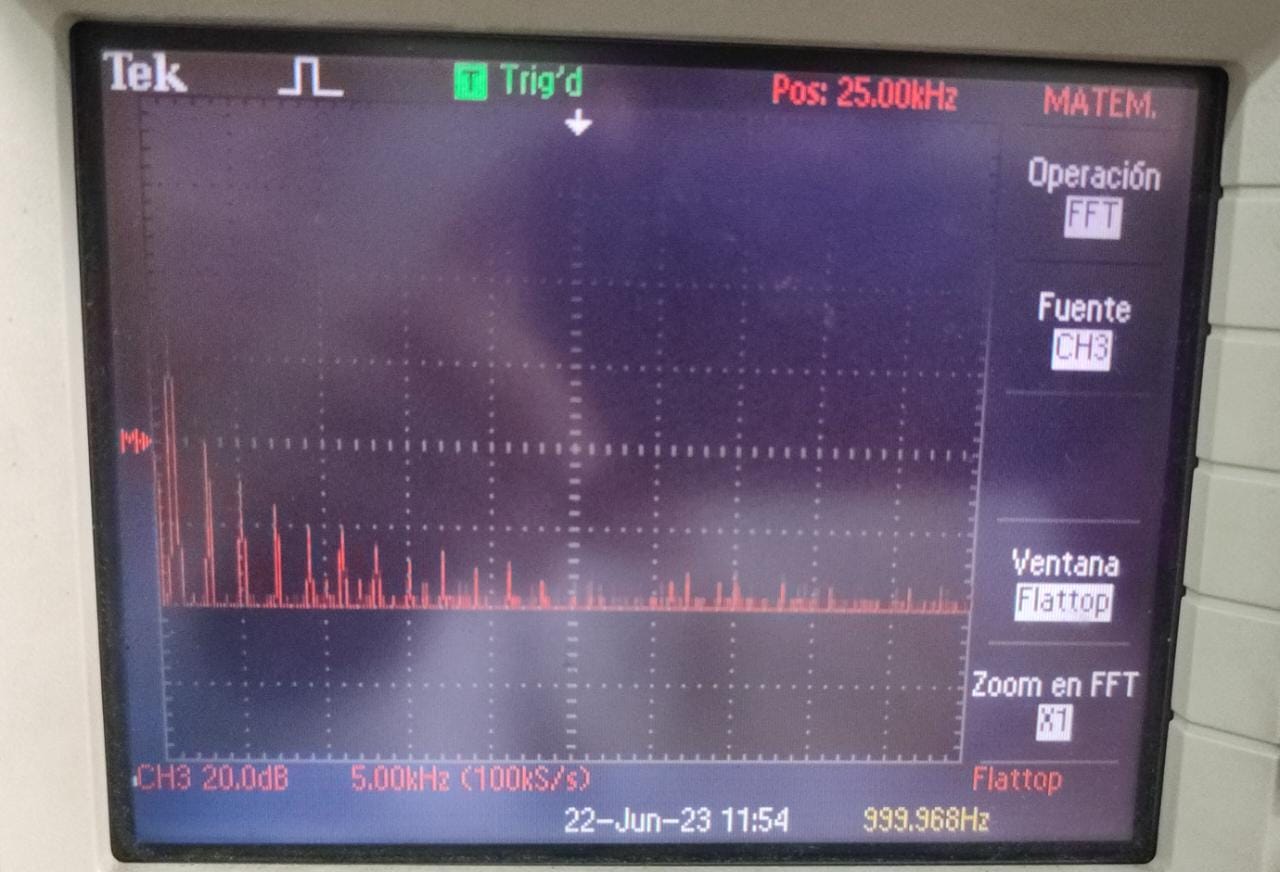 Tek T Trig'd Pos: 25.00kHz MATEM.
Operación
FFT
Fuente
CH3
M
Ventana
Flattop
Zoom en FFT
X1
CH3 20.0dB 5.00kHz (100kS/s) Flattop
22-Jun-23 11:54 999.968Hz